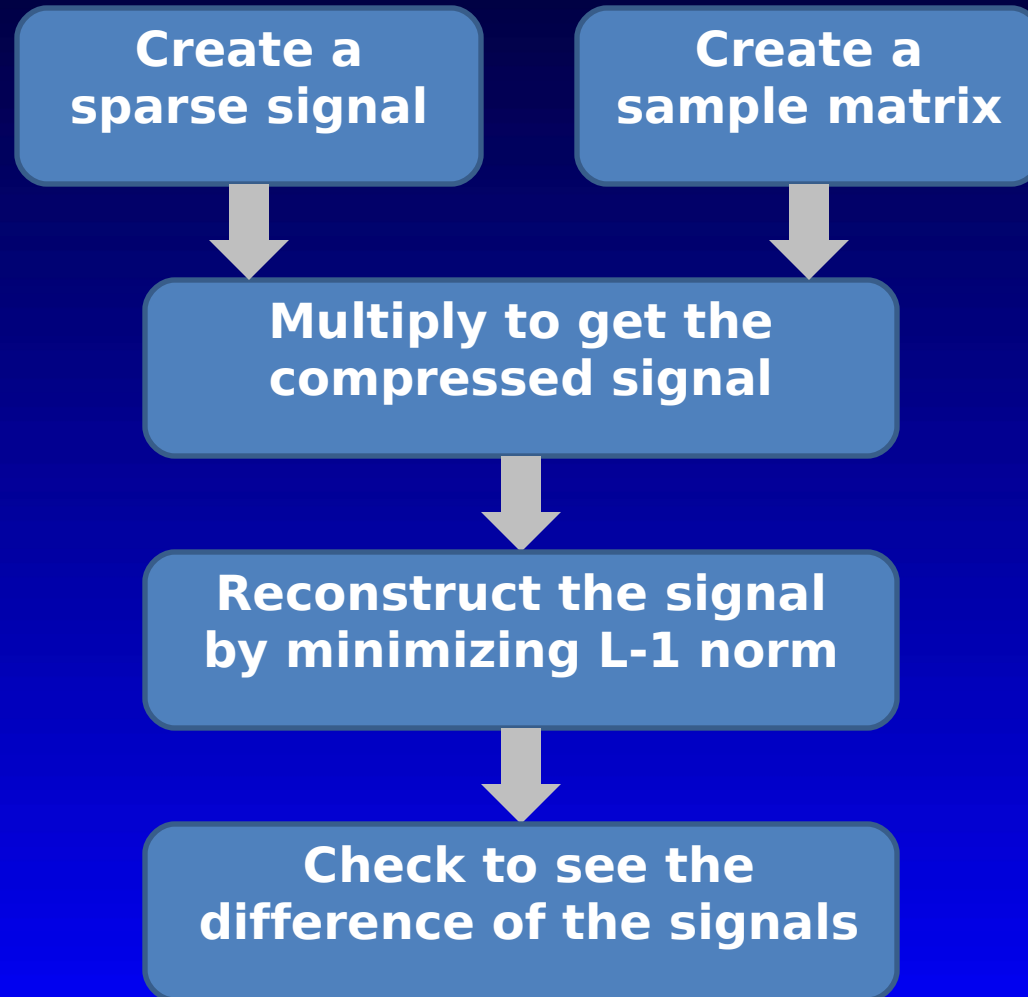 Create a
sparse signal
Create a
sample matrix
Multiply to get the
compressed signal
Reconstruct the signal
by minimizing L-1 norm
Check to see the
difference of the signals